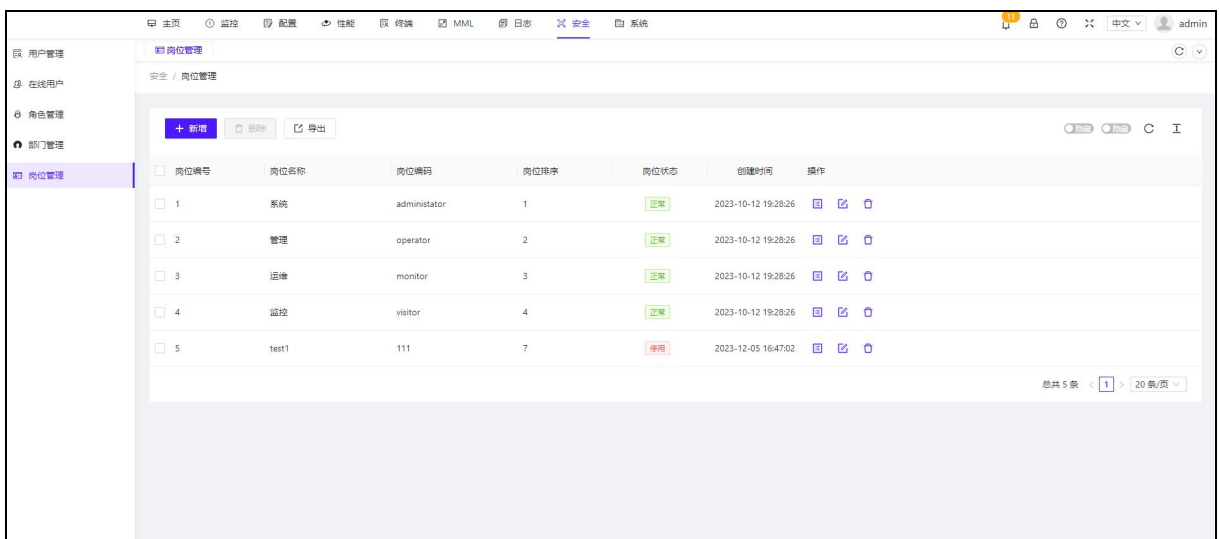 主页 监控 配置 性能 终端 MML 日志 安全 系统 11 中文 admin
用户管理
在线用户
角色管理
部门管理
岗位管理
岗位管理
安全 / 岗位管理
+ 新增 删除 导出 隐藏 隐藏
岗位编号 岗位名称 岗位编码 岗位排序 岗位状态 创建时间 操作
1 系统 administator 1 正常 2023-10-12 19:28:26
2 管理 operator 2 正常 2023-10-12 19:28:26
3 运维 monitor 3 正常 2023-10-12 19:28:26
4 监控 visitor 4 正常 2023-10-12 19:28:26
5 test1 111 7 停用 2023-12-05 16:47:02
总共 5 条 < 1 > 20 条/页